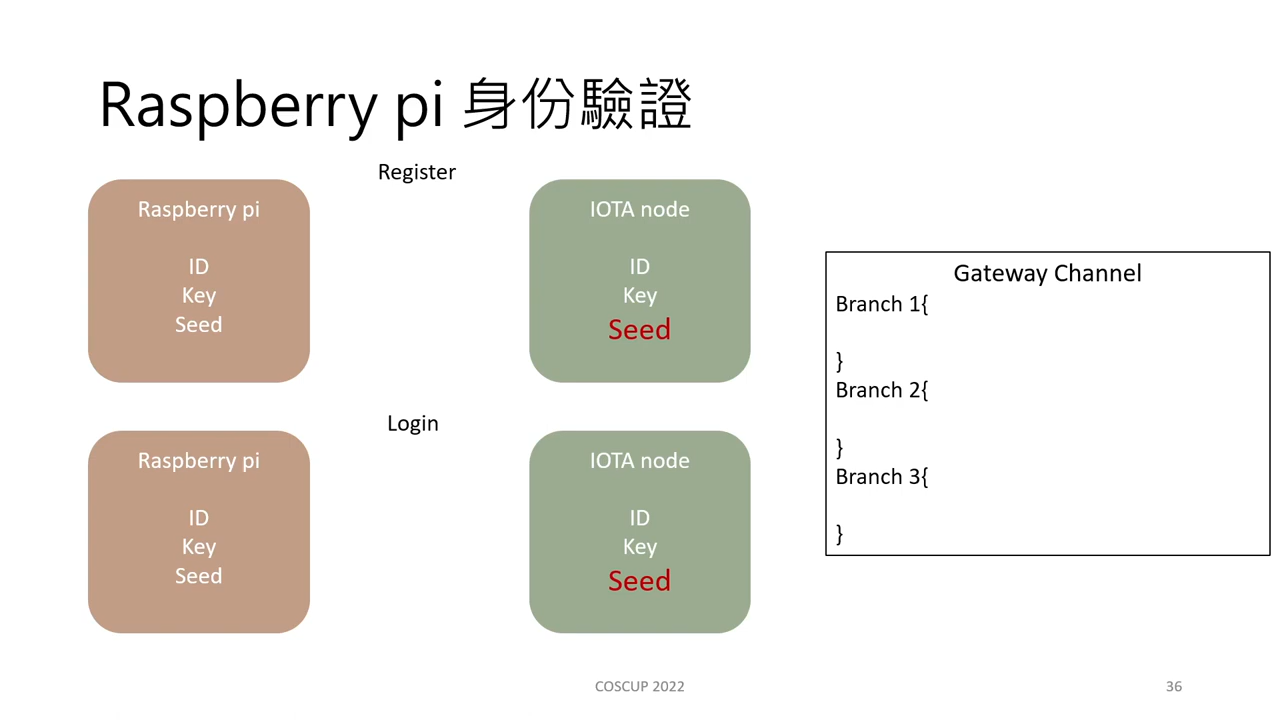 Raspberry pi 身份驗證
Register
Raspberry pi
ID
Key
Seed
IOTA node
ID
Key
Seed
Login
Raspberry pi
ID
Key
Seed
IOTA node
ID
Key
Seed
Gateway Channel
Branch 1{
}
Branch 2{
}
Branch 3{
}
COSCUP 2022
36